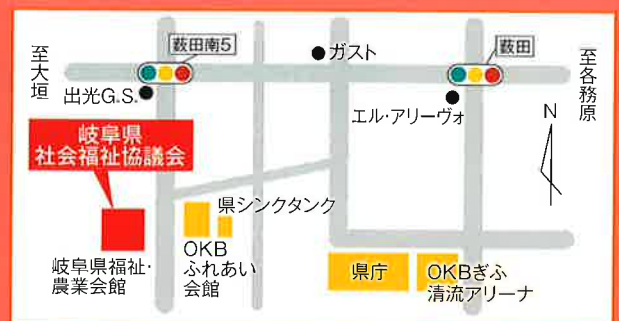 藪田南5
ガスト
藪田
至大垣
至各務原
出光G.S.
エル・アリーヴォ
N
岐阜県
社会福祉協議会
県シンクタンク
岐阜県福祉・
農業会館
OKB
ふれあい
会館
県庁
OKBぎふ
清流アリーナ